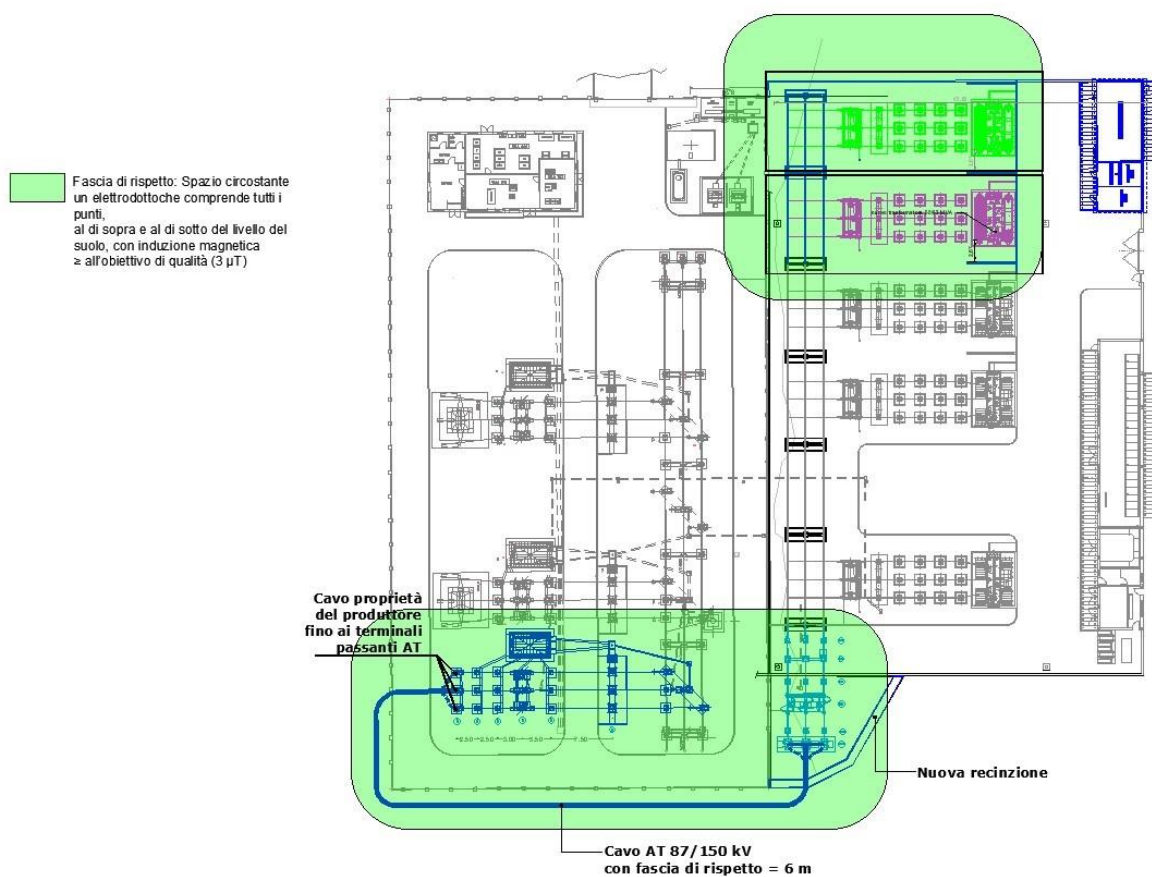 Fascia di rispetto: Spazio circostante
un elettrodottoche comprende tutti i
punti,
al di sopra e al di sotto del livello del
suolo, con induzione magnetica
≥ all'obiettivo di qualità (3 µT)
Cavo proprietà
del produttore
fino ai terminali
passanti AT
Nuova recinzione
Cavo AT 87/150 kV
con fascia di rispetto = 6 m